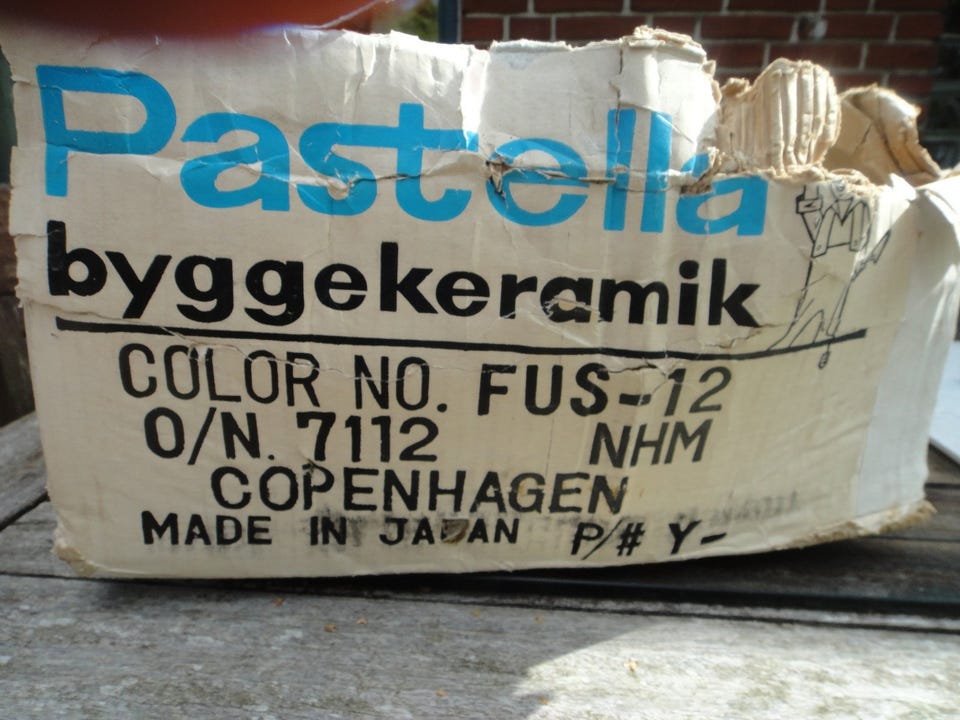 Pastella
byggekeramik
COLOR NO. FUS-12
O/N. 7112 NHM
COPENHAGEN
MADE IN JAPAN P/# Y-